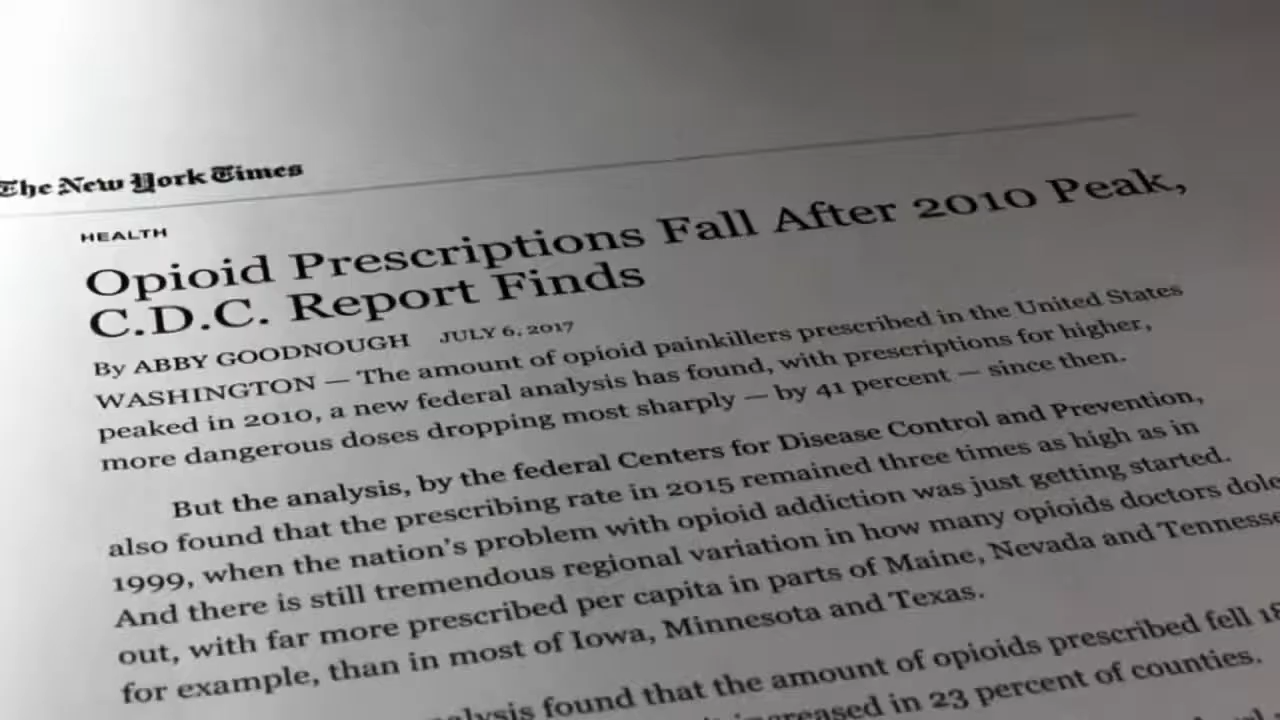 The New York Times
HEALTH
Opioid Prescriptions Fall After 2010 Peak,
C.D.C. Report Finds
By ABBY GOODNOUGH JULY 6, 2017
WASHINGTON — The amount of opioid painkillers prescribed in the United States
peaked in 2010, a new federal analysis has found, with prescriptions for higher,
more dangerous doses dropping most sharply — by 41 percent — since then.
But the analysis, by the federal Centers for Disease Control and Prevention,
also found that the prescribing rate in 2015 remained three times as high as in
1999, when the nation's problem with opioid addiction was just getting started.
And there is still tremendous regional variation in how many opioids doctors dole
out, with far more prescribed per capita in parts of Maine, Nevada and Tennesse
for example, than in most of Iowa, Minnesota and Texas.
found that the amount of opioids prescribed fell
increased in 23 percent of counties.